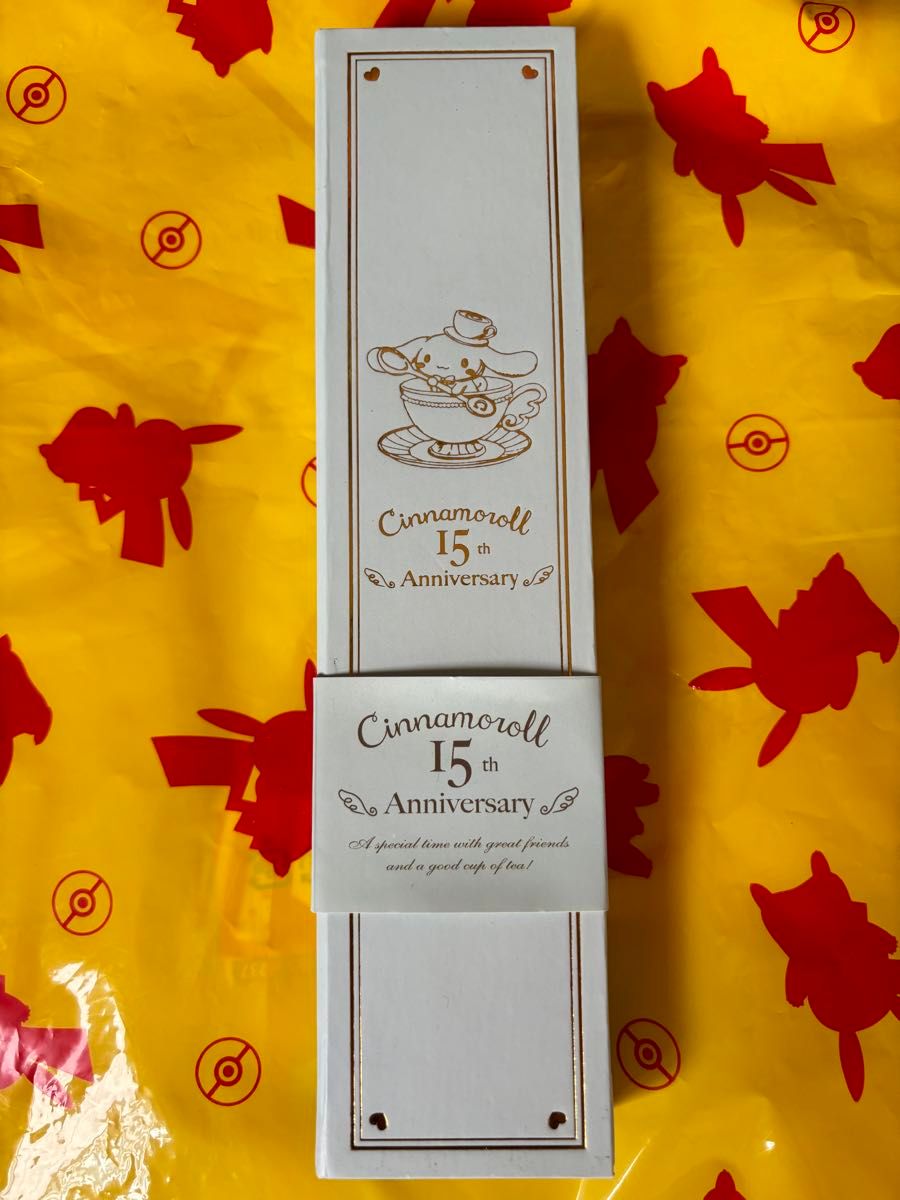 Cinnamoroll
15th
Anniversary
Cinnamoroll
15th
Anniversary
A special time with great friends
and a good cup of tea!